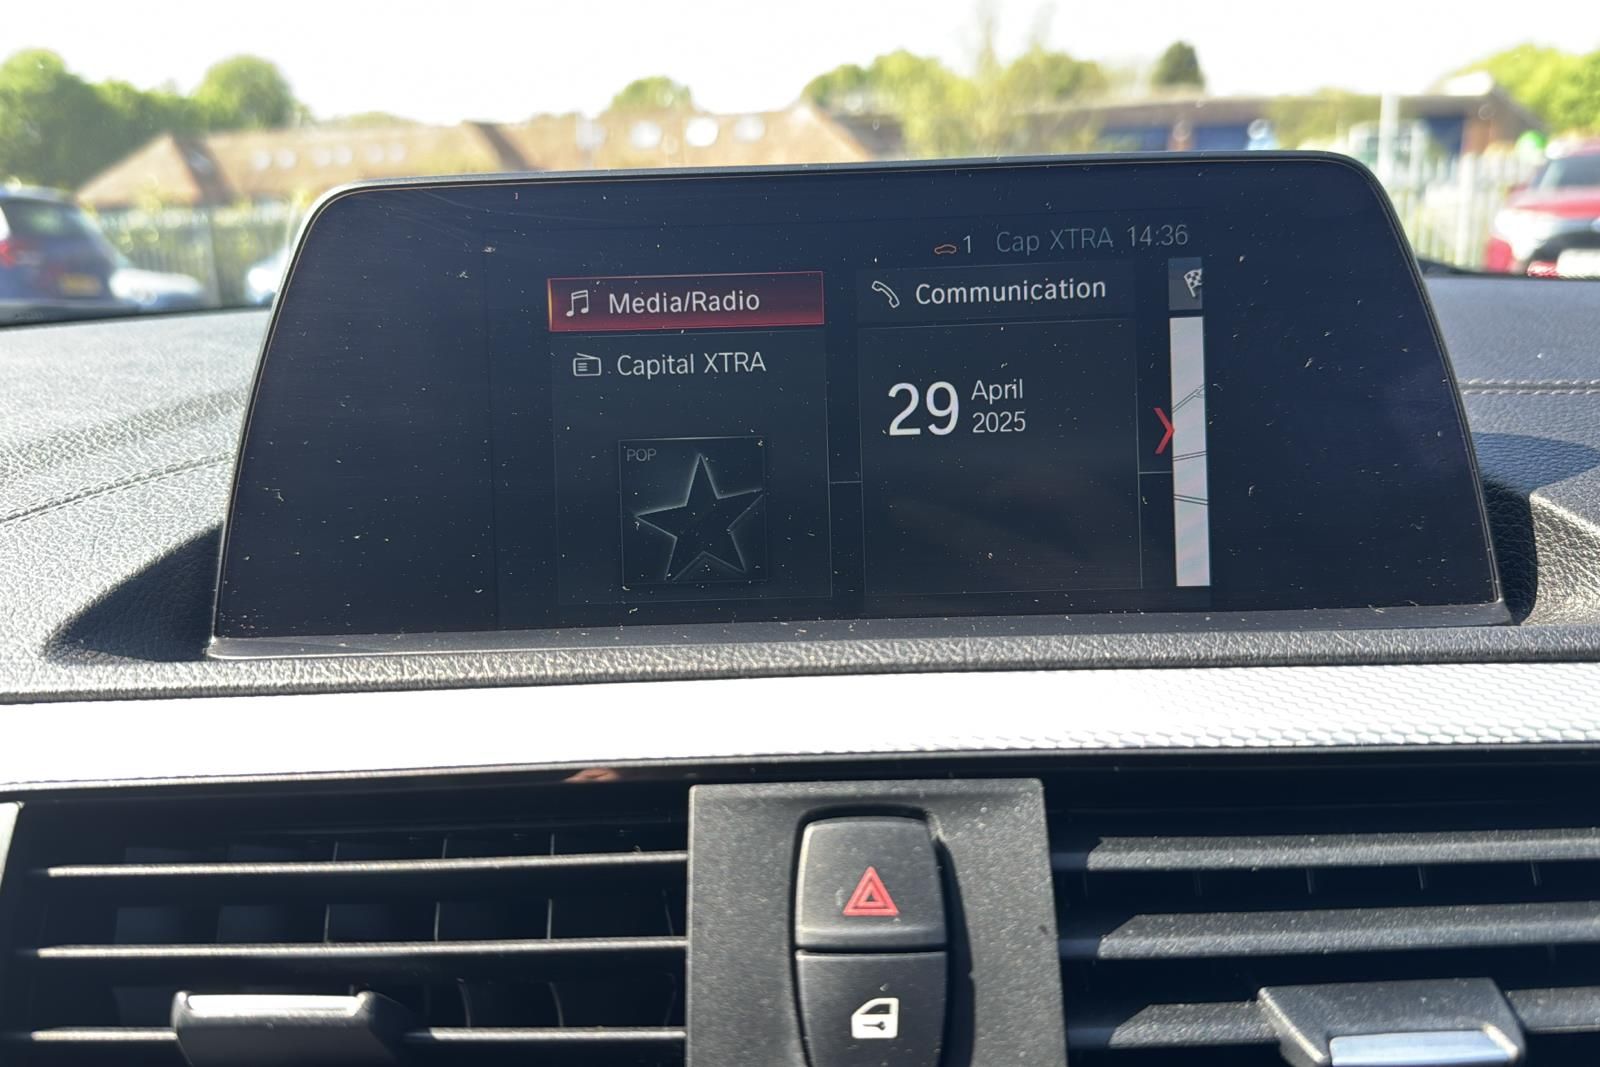 1 Cap XTRA 14:36
Media/Radio
Communication
Capital XTRA
29 April
2025
POP